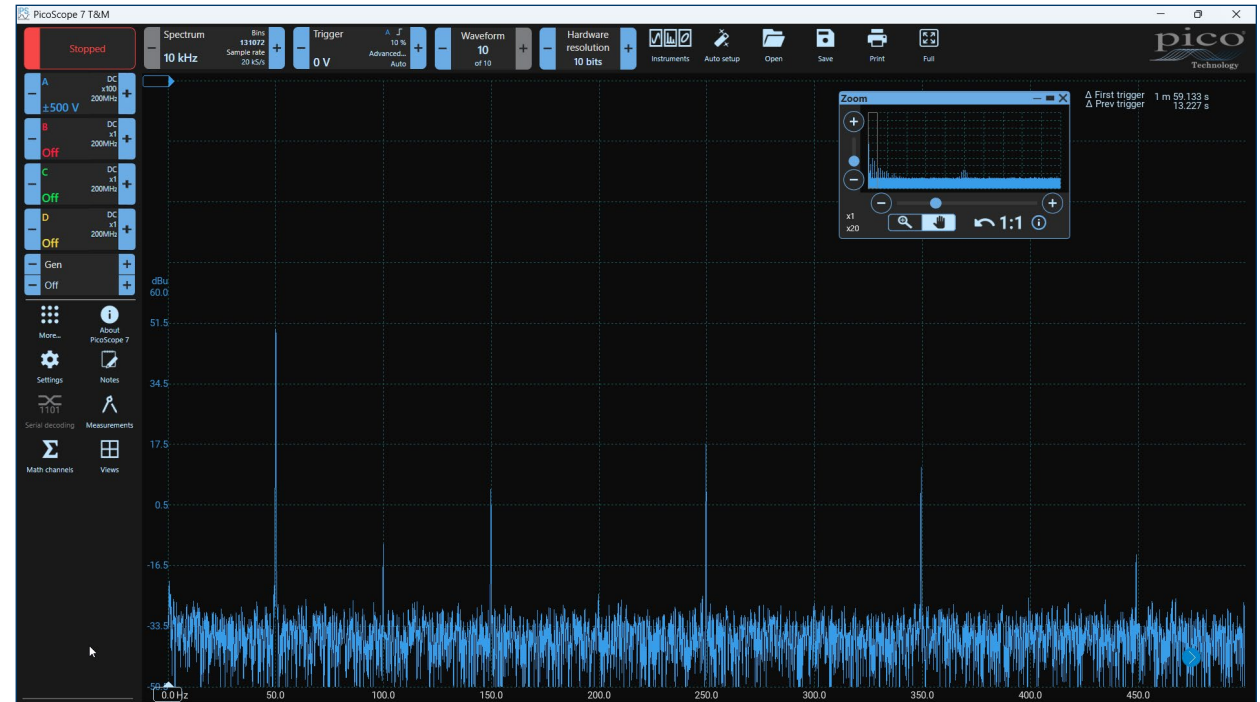 PicoScope 7 T&M
Stopped
Spectrum
10 kHz
Bins
131072
Sample rate
20 kS/s
Trigger
0 V
A
10 %
Advanced...
Auto
Waveform
10
of 10
Hardware
resolution
10 bits
Instruments
Auto setup
Open
Save
Print
Full
pico
Technology
A
±500 V
DC
x100
200MHz
B
Off
DC
x1
200MHz
C
Off
DC
x1
200MHz
D
Off
DC
x1
200MHz
Gen
Off
More...
About
PicoScope 7
Settings
Notes
1101
Serial decoding
Measurements
Math channels
Views
Zoom
x1
x20
1:1
Δ First trigger 1 m 59.133 s
Δ Prev trigger 13.227 s
dBu
60.0
51.5
34.5
17.5
0.5
-16.5
-33.5
0.0 Hz 50.0 100.0 150.0 200.0 250.0 300.0 350.0 400.0 450.0